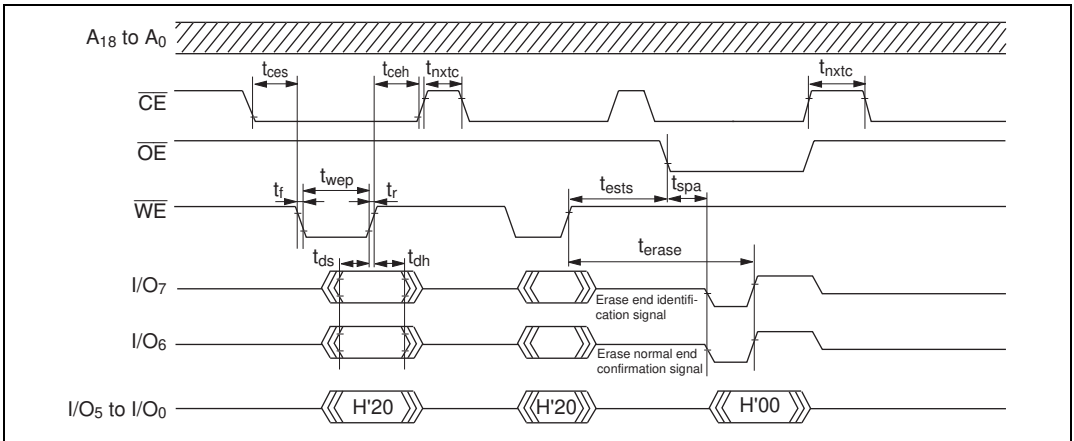 A18 to A0
tces
tceh
tnxtc
tnxtc
CE
OE
tf
twep
tr
tests
tspa
WE
tds
tdh
terase
I/O7
Erase end identifi-
cation signal
I/O6
Erase normal end
confirmation signal
I/O5 to I/O0
H'20
H'20
H'00